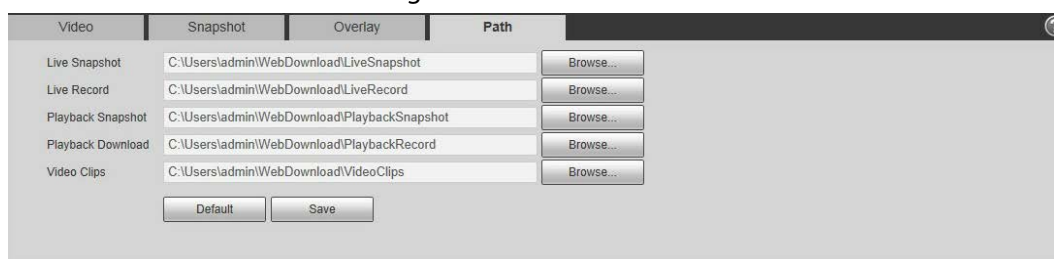 Video Snapshot Overlay Path
Live Snapshot C:\Users\admin\WebDownload\LiveSnapshot Browse...
Live Record C:\Users\admin\WebDownload\LiveRecord Browse...
Playback Snapshot C:\Users\admin\WebDownload\PlaybackSnapshot Browse...
Playback Download C:\Users\admin\WebDownload\PlaybackRecord Browse...
Video Clips C:\Users\admin\WebDownload\VideoClips Browse...
Default Save